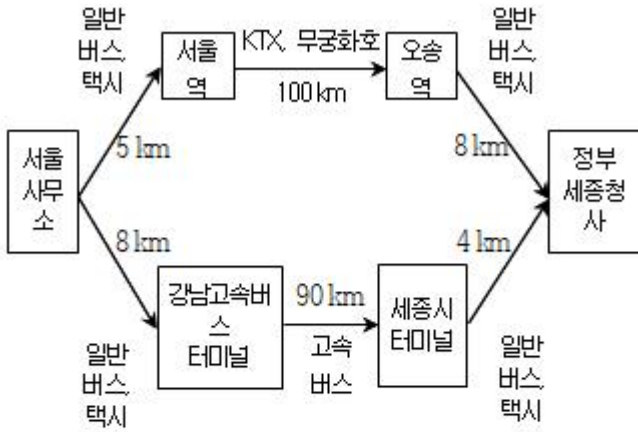 일반
버스,
택시
서울
역
KTX, 무궁화호
100 km
오송
역
일반
버스,
택시
서울
사무
소
5 km
8 km
정부
세종청
사
8 km
4 km
강남고속버
스
터미널
90 km
고속
버스
세종시
터미널
일반
버스,
택시
일반
버스,
택시